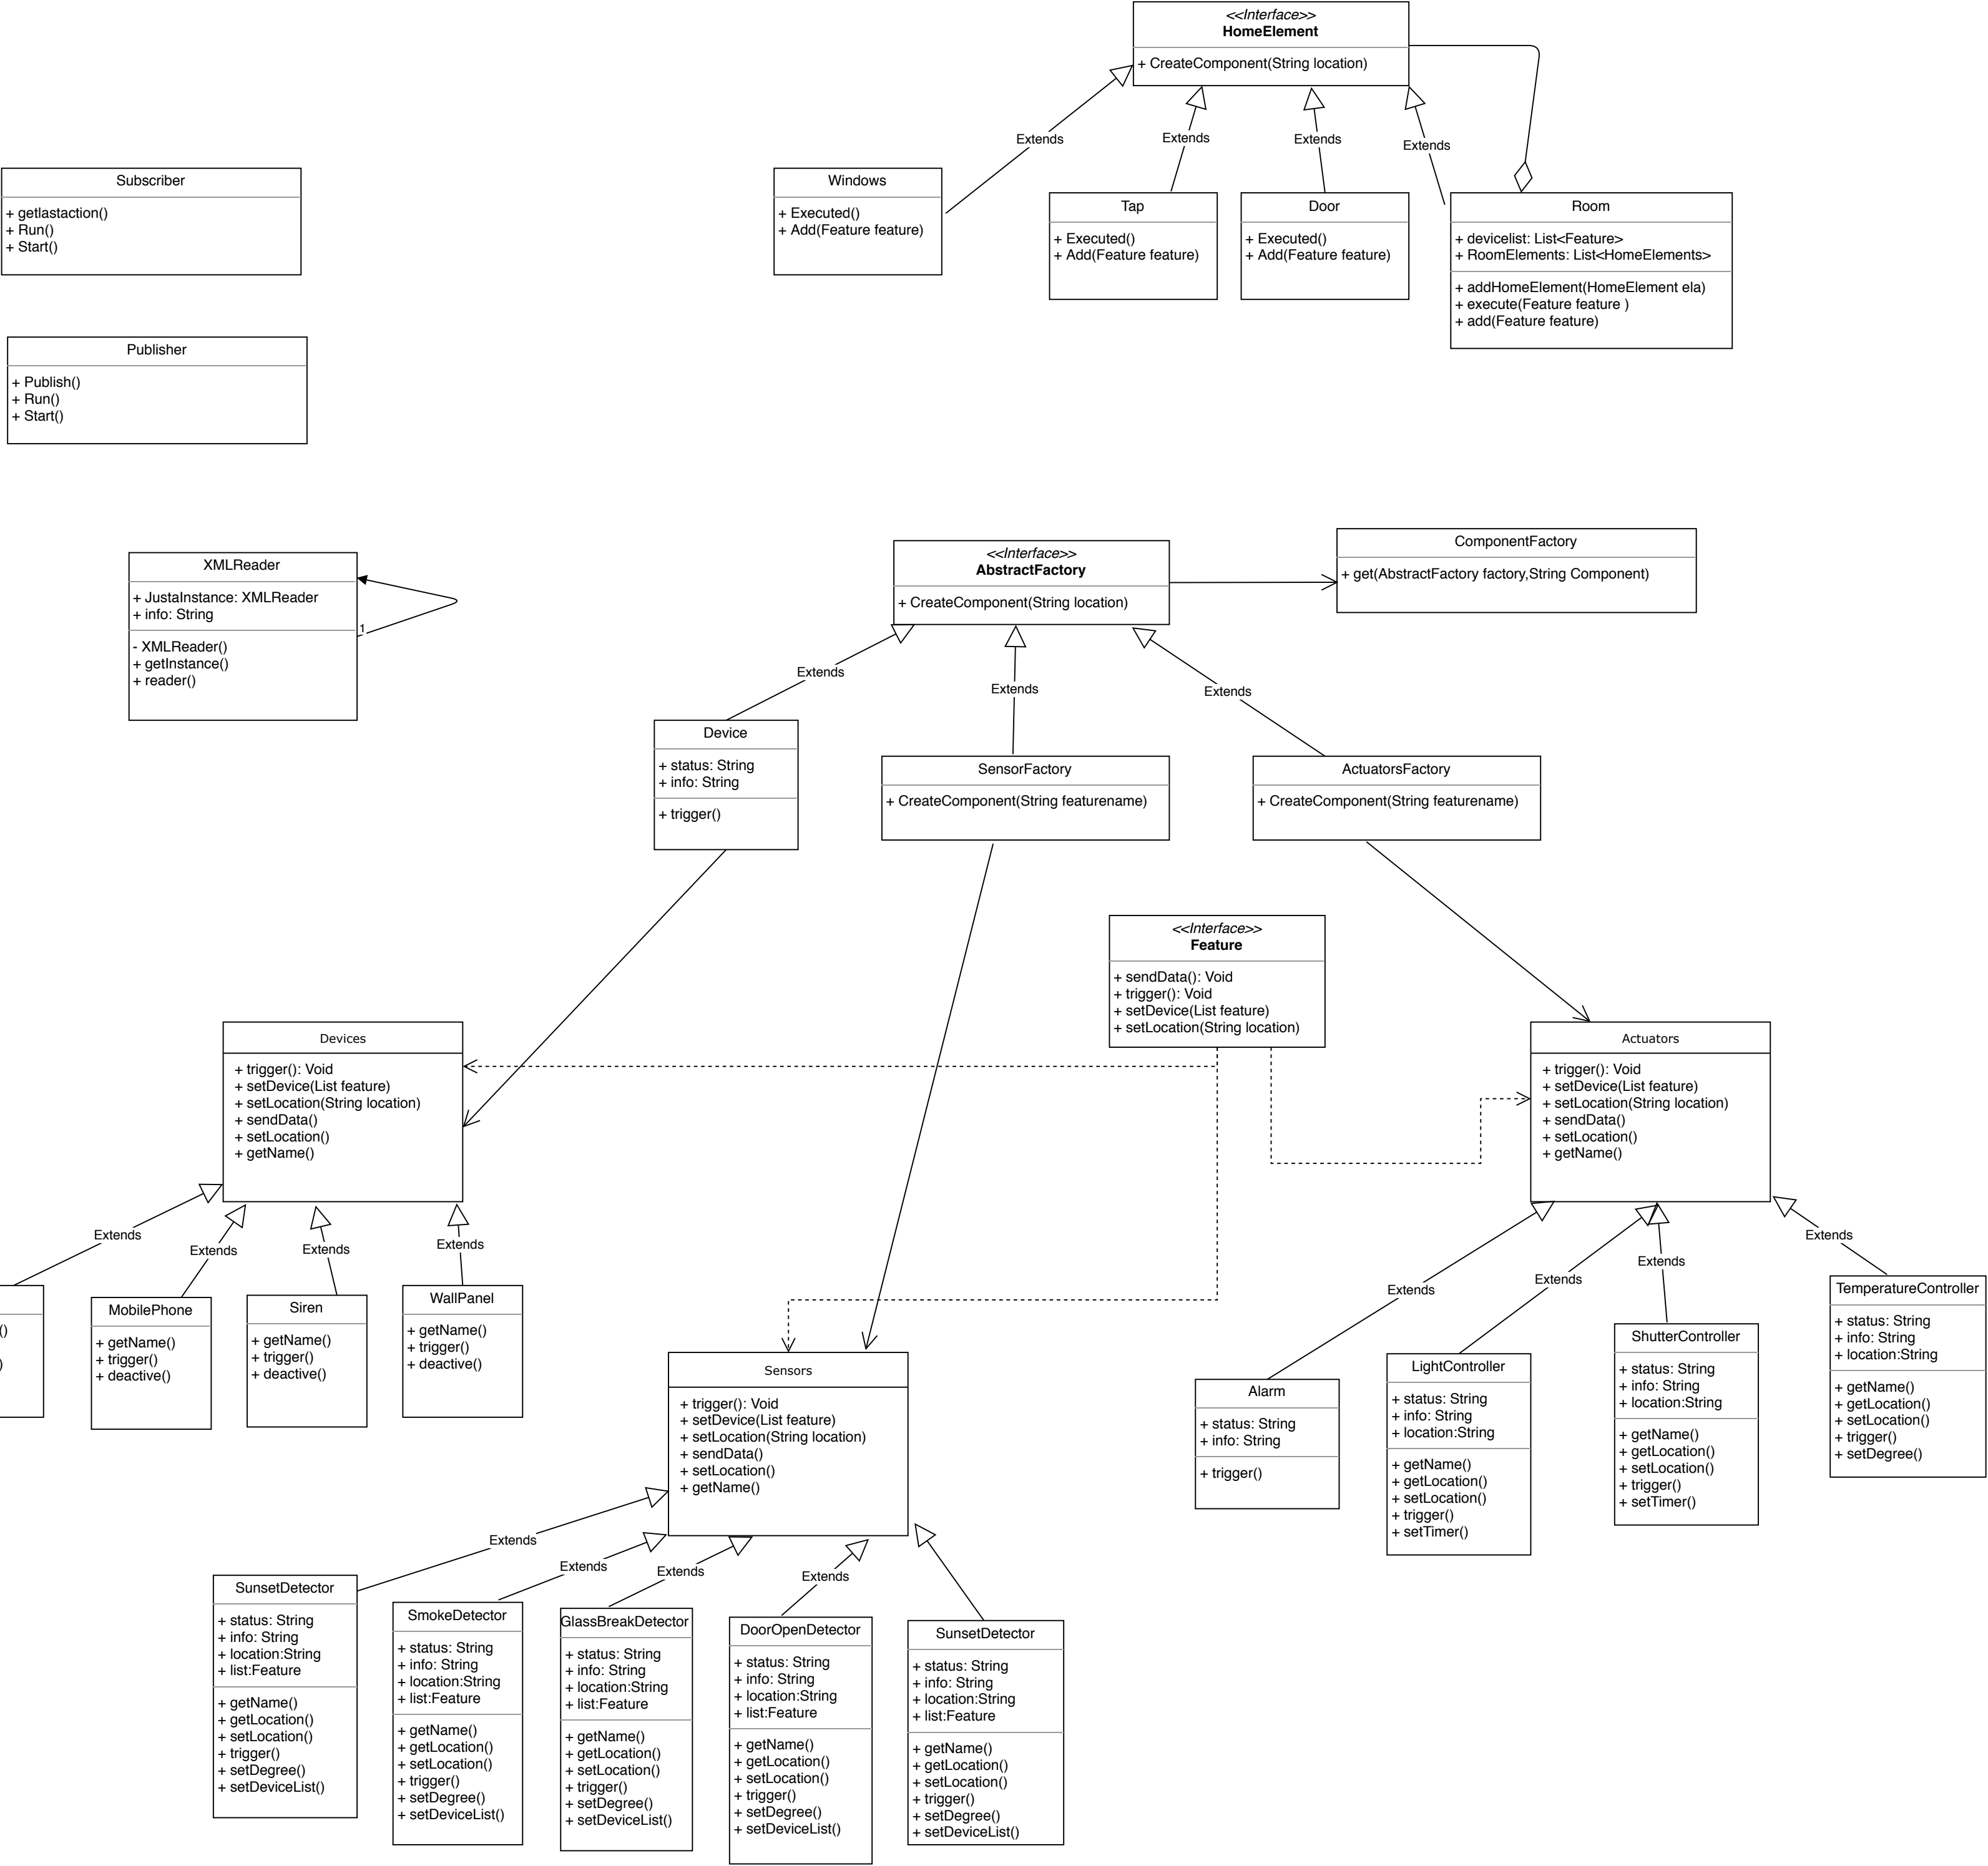 <<Interface>>
HomeElement
+ CreateComponent(String location)
Extends
Extends
Extends
Extends
Subscriber
+ getlastaction()
+ Run()
+ Start()
Windows
+ Executed()
+ Add(Feature feature)
Tap
+ Executed()
+ Add(Feature feature)
Door
+ Executed()
+ Add(Feature feature)
Room
+ devicelist: List<Feature>
+ RoomElements: List<HomeElements>
+ addHomeElement(HomeElement ela)
+ execute(Feature feature )
+ add(Feature feature)
Publisher
+ Publish()
+ Run()
+ Start()
XMLReader
+ JustaInstance: XMLReader
+ info: String
- XMLReader()
+ getInstance()
+ reader()
1
<<Interface>>
AbstractFactory
+ CreateComponent(String location)
ComponentFactory
+ get(AbstractFactory factory,String Component)
Extends
Extends
Extends
Device
+ status: String
+ info: String
+ trigger()
SensorFactory
+ CreateComponent(String featurename)
ActuatorsFactory
+ CreateComponent(String featurename)
<<Interface>>
Feature
+ sendData(): Void
+ trigger(): Void
+ setDevice(List feature)
+ setLocation(String location)
Devices
+ trigger(): Void
+ setDevice(List feature)
+ setLocation(String location)
+ sendData()
+ setLocation()
+ getName()
Actuators
+ trigger(): Void
+ setDevice(List feature)
+ setLocation(String location)
+ sendData()
+ setLocation()
+ getName()
Extends
Extends
Extends
Extends
()
)
MobilePhone
+ getName()
+ trigger()
+ deactive()
Siren
+ getName()
+ trigger()
+ deactive()
WallPanel
+ getName()
+ trigger()
+ deactive()
Sensors
+ trigger(): Void
+ setDevice(List feature)
+ setLocation(String location)
+ sendData()
+ setLocation()
+ getName()
Extends
Extends
Extends
Extends
Alarm
+ status: String
+ info: String
+ trigger()
LightController
+ status: String
+ info: String
+ location:String
+ getName()
+ getLocation()
+ setLocation()
+ trigger()
+ setTimer()
ShutterController
+ status: String
+ info: String
+ location:String
+ getName()
+ getLocation()
+ setLocation()
+ trigger()
+ setTimer()
TemperatureController
+ status: String
+ info: String
+ location:String
+ getName()
+ getLocation()
+ setLocation()
+ trigger()
+ setDegree()
Extends
Extends
Extends
Extends
SunsetDetector
+ status: String
+ info: String
+ location:String
+ list:Feature
+ getName()
+ getLocation()
+ setLocation()
+ trigger()
+ setDegree()
+ setDeviceList()
SmokeDetector
+ status: String
+ info: String
+ location:String
+ list:Feature
+ getName()
+ getLocation()
+ setLocation()
+ trigger()
+ setDegree()
+ setDeviceList()
GlassBreakDetector
+ status: String
+ info: String
+ location:String
+ list:Feature
+ getName()
+ getLocation()
+ setLocation()
+ trigger()
+ setDegree()
+ setDeviceList()
DoorOpenDetector
+ status: String
+ info: String
+ location:String
+ list:Feature
+ getName()
+ getLocation()
+ setLocation()
+ trigger()
+ setDegree()
+ setDeviceList()
SunsetDetector
+ status: String
+ info: String
+ location:String
+ list:Feature
+ getName()
+ getLocation()
+ setLocation()
+ trigger()
+ setDegree()
+ setDeviceList()